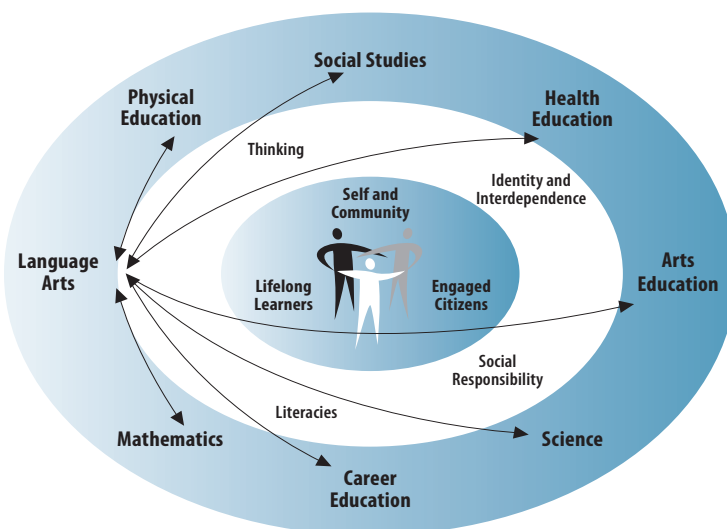 Social Studies
Physical
Education
Health
Education
Thinking
Identity and
Interdependence
Self and
Community
Language
Arts
Lifelong
Learners
Engaged
Citizens
Arts
Education
Social
Responsibility
Literacies
Mathematics
Science
Career
Education